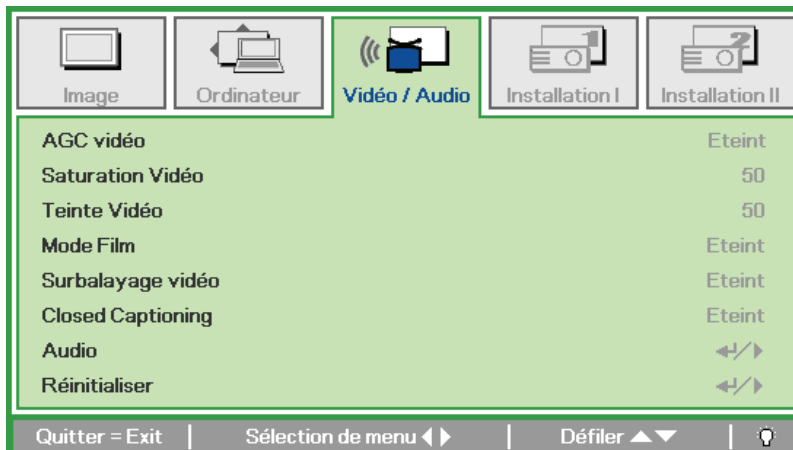 Image Ordinateur Vidéo / Audio Installation I Installation II
AGC vidéo Eteint
Saturation Vidéo 50
Teinte Vidéo 50
Mode Film Eteint
Surbalayage vidéo Eteint
Closed Captioning Eteint
Audio
Réinitialiser
Quitter = Exit Sélection de menu Défiler